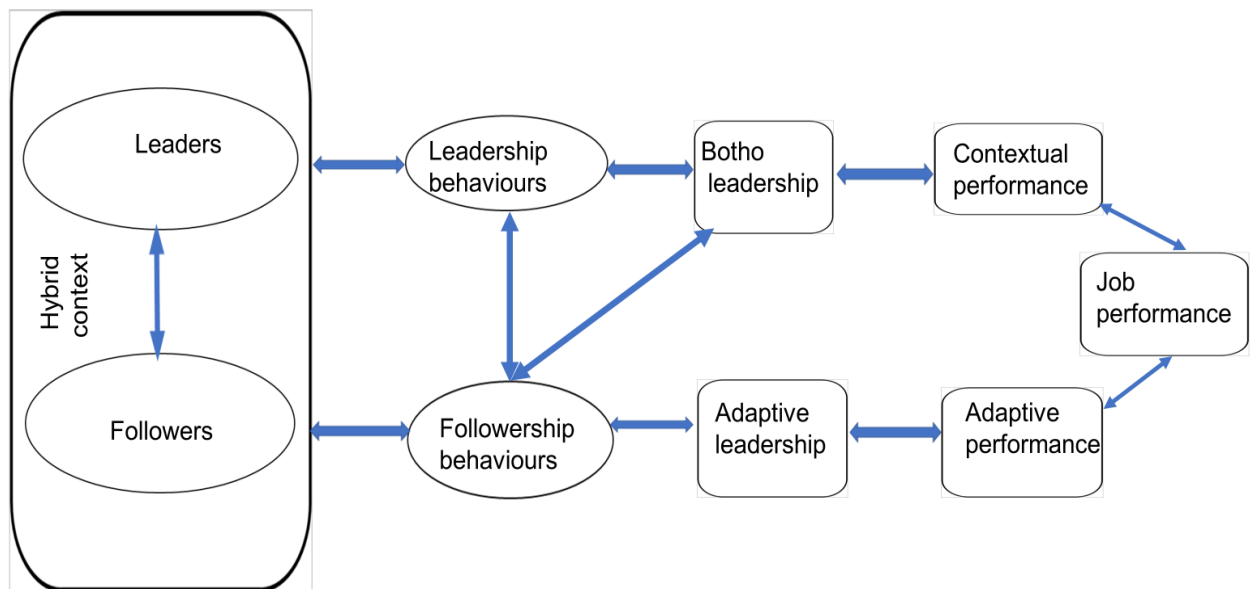 Leaders
Hybrid
context
Followers
Leadership
behaviours
Followership
behaviours
Botho
leadership
Adaptive
leadership
Contextual
performance
Adaptive
performance
Job
performance